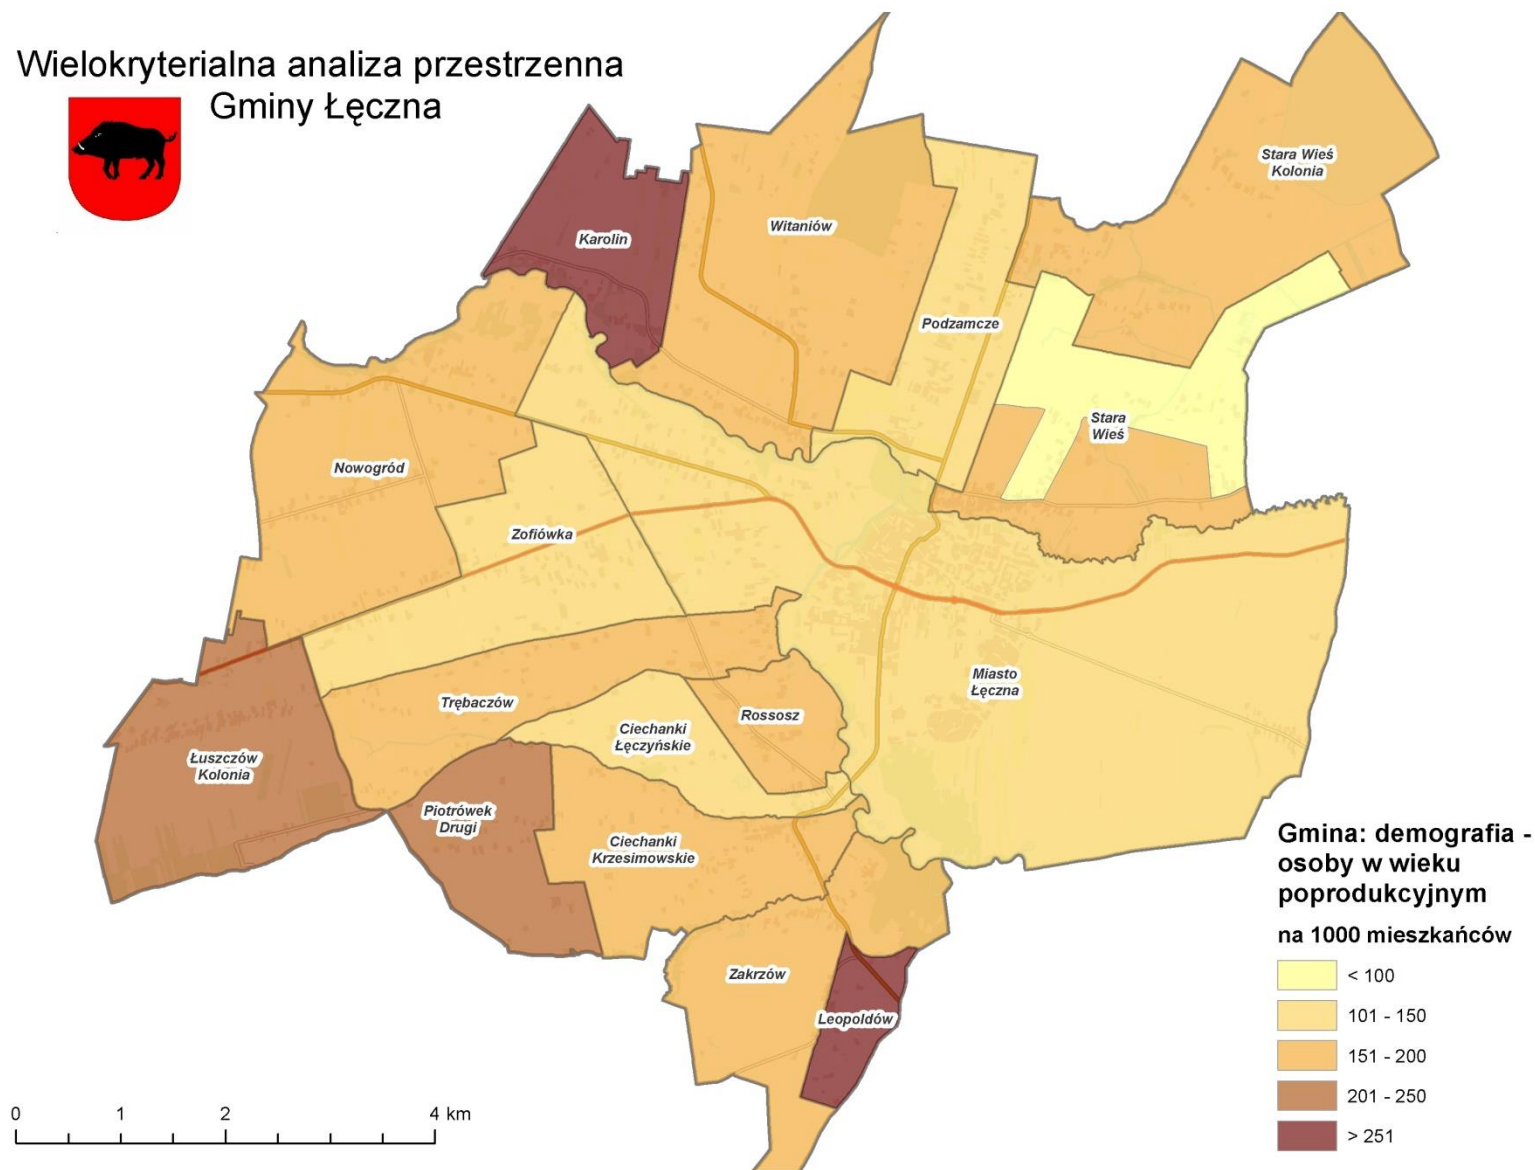 Wielokryterialna analiza przestrzenna
Gminy Łęczna
Stara Wieś
Kolonia
Karolin
Witaniów
Podzamcze
Stara
Wieś
Nowogród
Zofiówka
Miasto
Łęczna
Trębaczów
Rossosz
Ciechanki
Łęczyńskie
Łuszczów
Kolonia
Piotrówek
Drugi
Ciechanki
Krzesimowskie
Zakrzów
Leopoldów
Gmina: demografia -
osoby w wieku
poprodukcyjnym
na 1000 mieszkańców
< 100
101 - 150
151 - 200
201 - 250
> 251
0 1 2 4 km